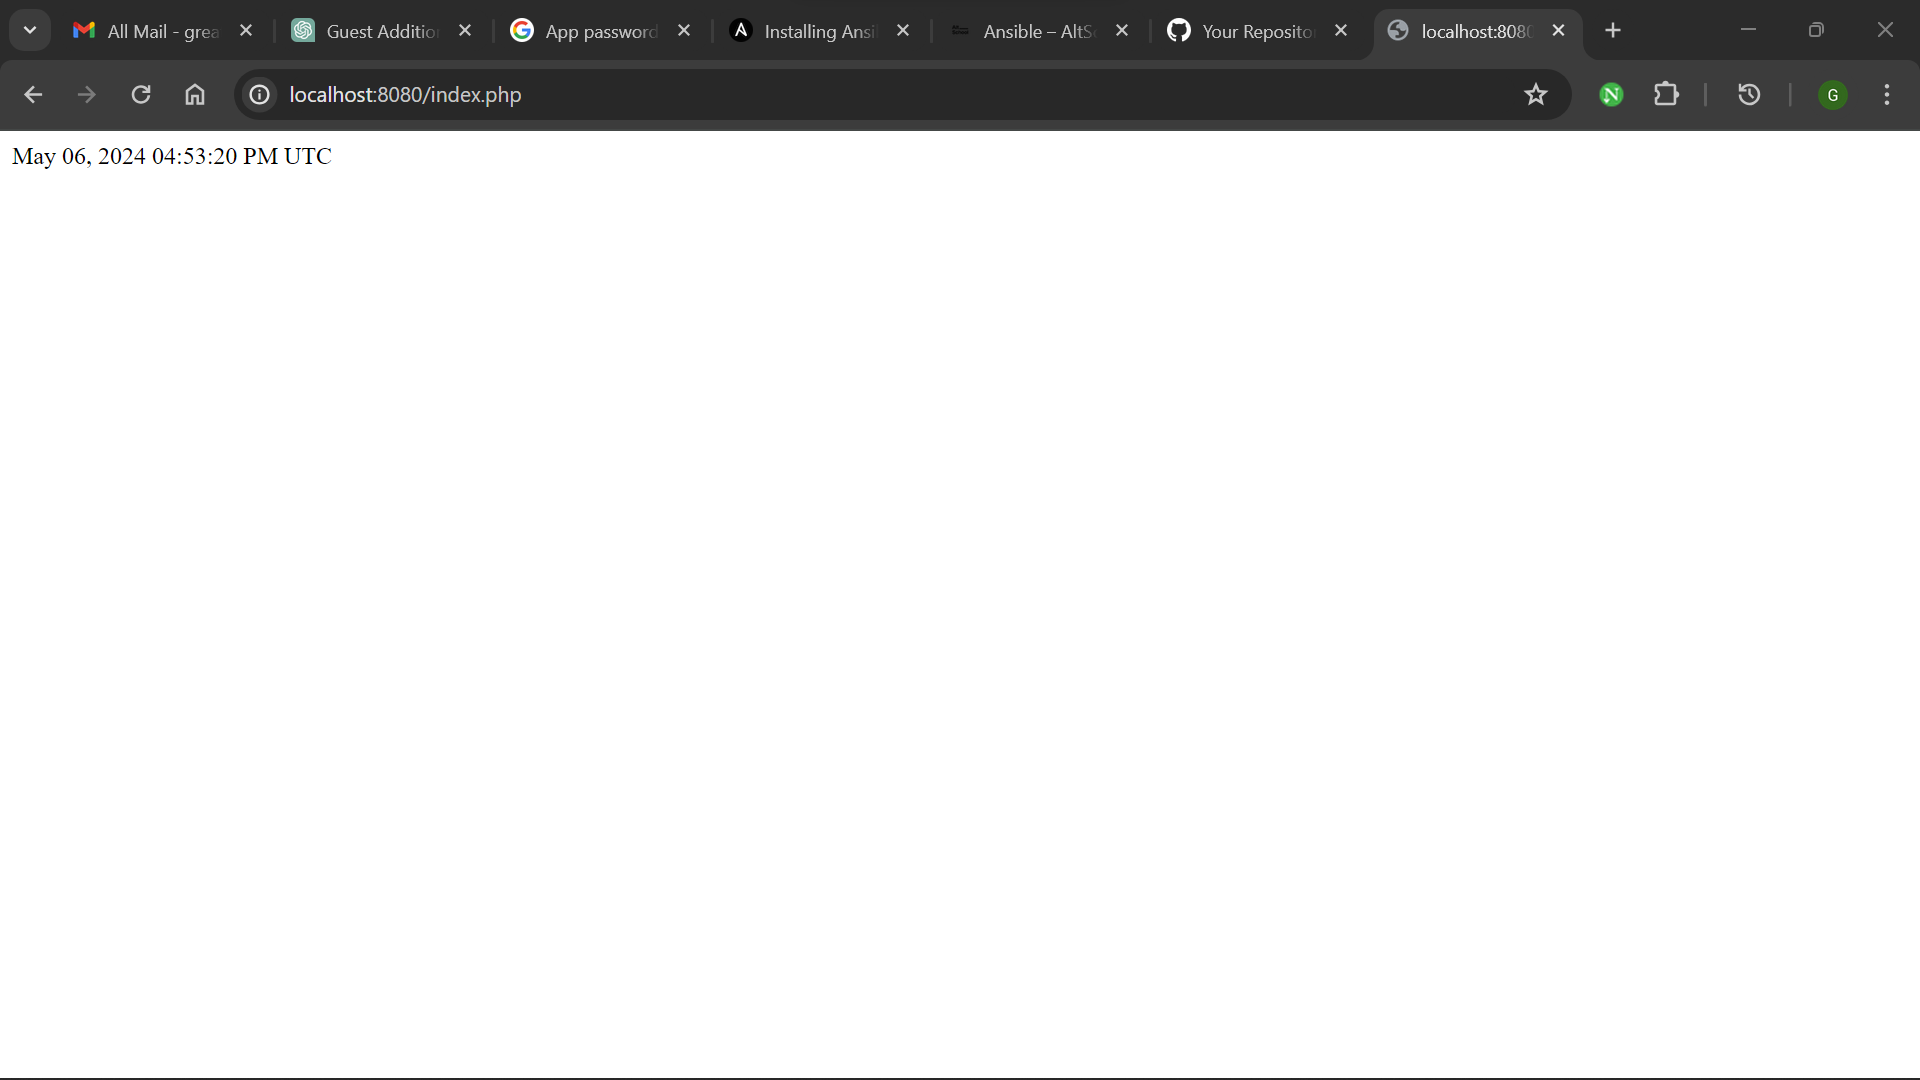 All Mail - grea
Guest Additio
App password
Installing Ansi
Ansible – AltS
Your Reposito
localhost:8080
localhost:8080/index.php
N
G
May 06, 2024 04:53:20 PM UTC